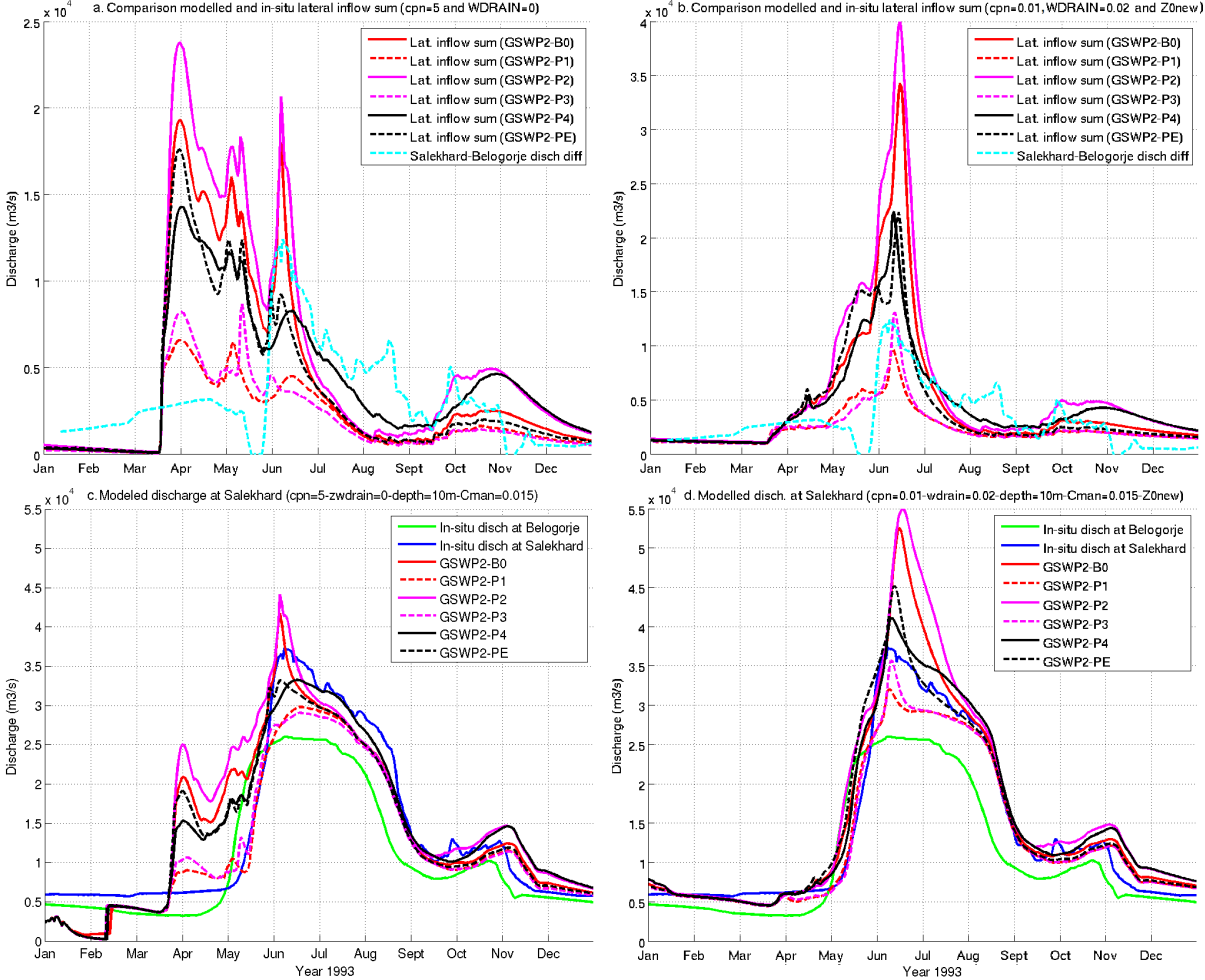 a. Comparison modelled and in-situ lateral inflow sum (cpn=5 and WDRAIN=0)
x 10⁴
2.5
2
1.5
1
0.5
0
Discharge (m3/s)
Lat. inflow sum (GSWP2-B0)
Lat. inflow sum (GSWP2-P1)
Lat. inflow sum (GSWP2-P2)
Lat. inflow sum (GSWP2-P3)
Lat. inflow sum (GSWP2-P4)
Lat. inflow sum (GSWP2-PE)
Salekhard-Belogorje disch diff
Jan Feb Mar Apr May Jun Jul Aug Sept Oct Nov Dec
b. Comparison modelled and in-situ lateral inflow sum (cpn=0.01,WDRAIN=0.02 and Z0new)
x 10⁴
4
3.5
3
2.5
2
1.5
1
0.5
0
Discharge (m3/s)
Lat. inflow sum (GSWP2-B0)
Lat. inflow sum (GSWP2-P1)
Lat. inflow sum (GSWP2-P2)
Lat. inflow sum (GSWP2-P3)
Lat. inflow sum (GSWP2-P4)
Lat. inflow sum (GSWP2-PE)
Salekhard-Belogorje disch diff
Jan Feb Mar Apr May Jun Jul Aug Sept Oct Nov Dec
c. Modeled discharge at Salekhard (cpn=5-zwdrain=0-depth=10m-Cman=0.015)
x 10⁴
5.5
5
4.5
4
3.5
3
2.5
2
1.5
1
0.5
0
Discharge (m3/s)
In-situ disch at Belogorje
In-situ disch at Salekhard
GSWP2-B0
GSWP2-P1
GSWP2-P2
GSWP2-P3
GSWP2-P4
GSWP2-PE
Jan Feb Mar Apr May Jun Jul Aug Sept Oct Nov Dec
Year 1993
d. Modelled disch. at Salekhard (cpn=0.01-wdrain=0.02-depth=10m-Cman=0.015-Z0new)
x 10⁴
5.5
5
4.5
4
3.5
3
2.5
2
1.5
1
0.5
0
Discharge (m3/s)
In-situ disch at Belogorje
In-situ disch at Salekhard
GSWP2-B0
GSWP2-P1
GSWP2-P2
GSWP2-P3
GSWP2-P4
GSWP2-PE
Jan Feb Mar Apr May Jun Jul Aug Sept Oct Nov Dec
Year 1993